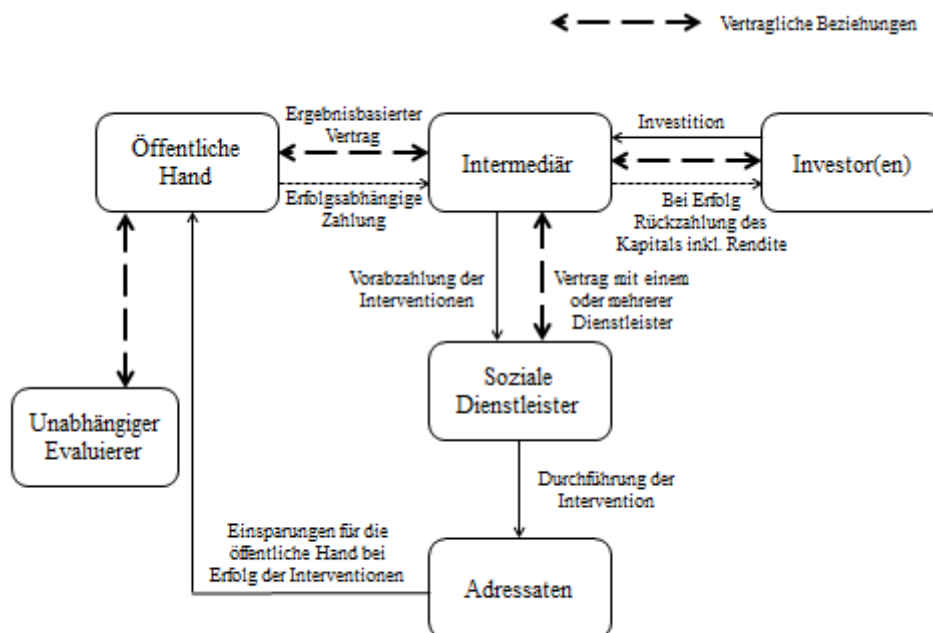 Vertragliche Beziehungen
Öffentliche
Hand
Ergebnisbasierter
Vertrag
Erfolgsabhängige
Zahlung
Intermediär
Investition
Bei Erfolg
Rückzahlung des
Kapitals inkl. Rendite
Investor(en)
Vorabzahlung der
Interventionen
Vertrag mit einem
oder mehrerer
Dienstleister
Soziale
Dienstleister
Unabhängiger
Evaluierer
Durchführung der
Intervention
Einsparungen für die
öffentliche Hand bei
Erfolg der Interventionen
Adressaten